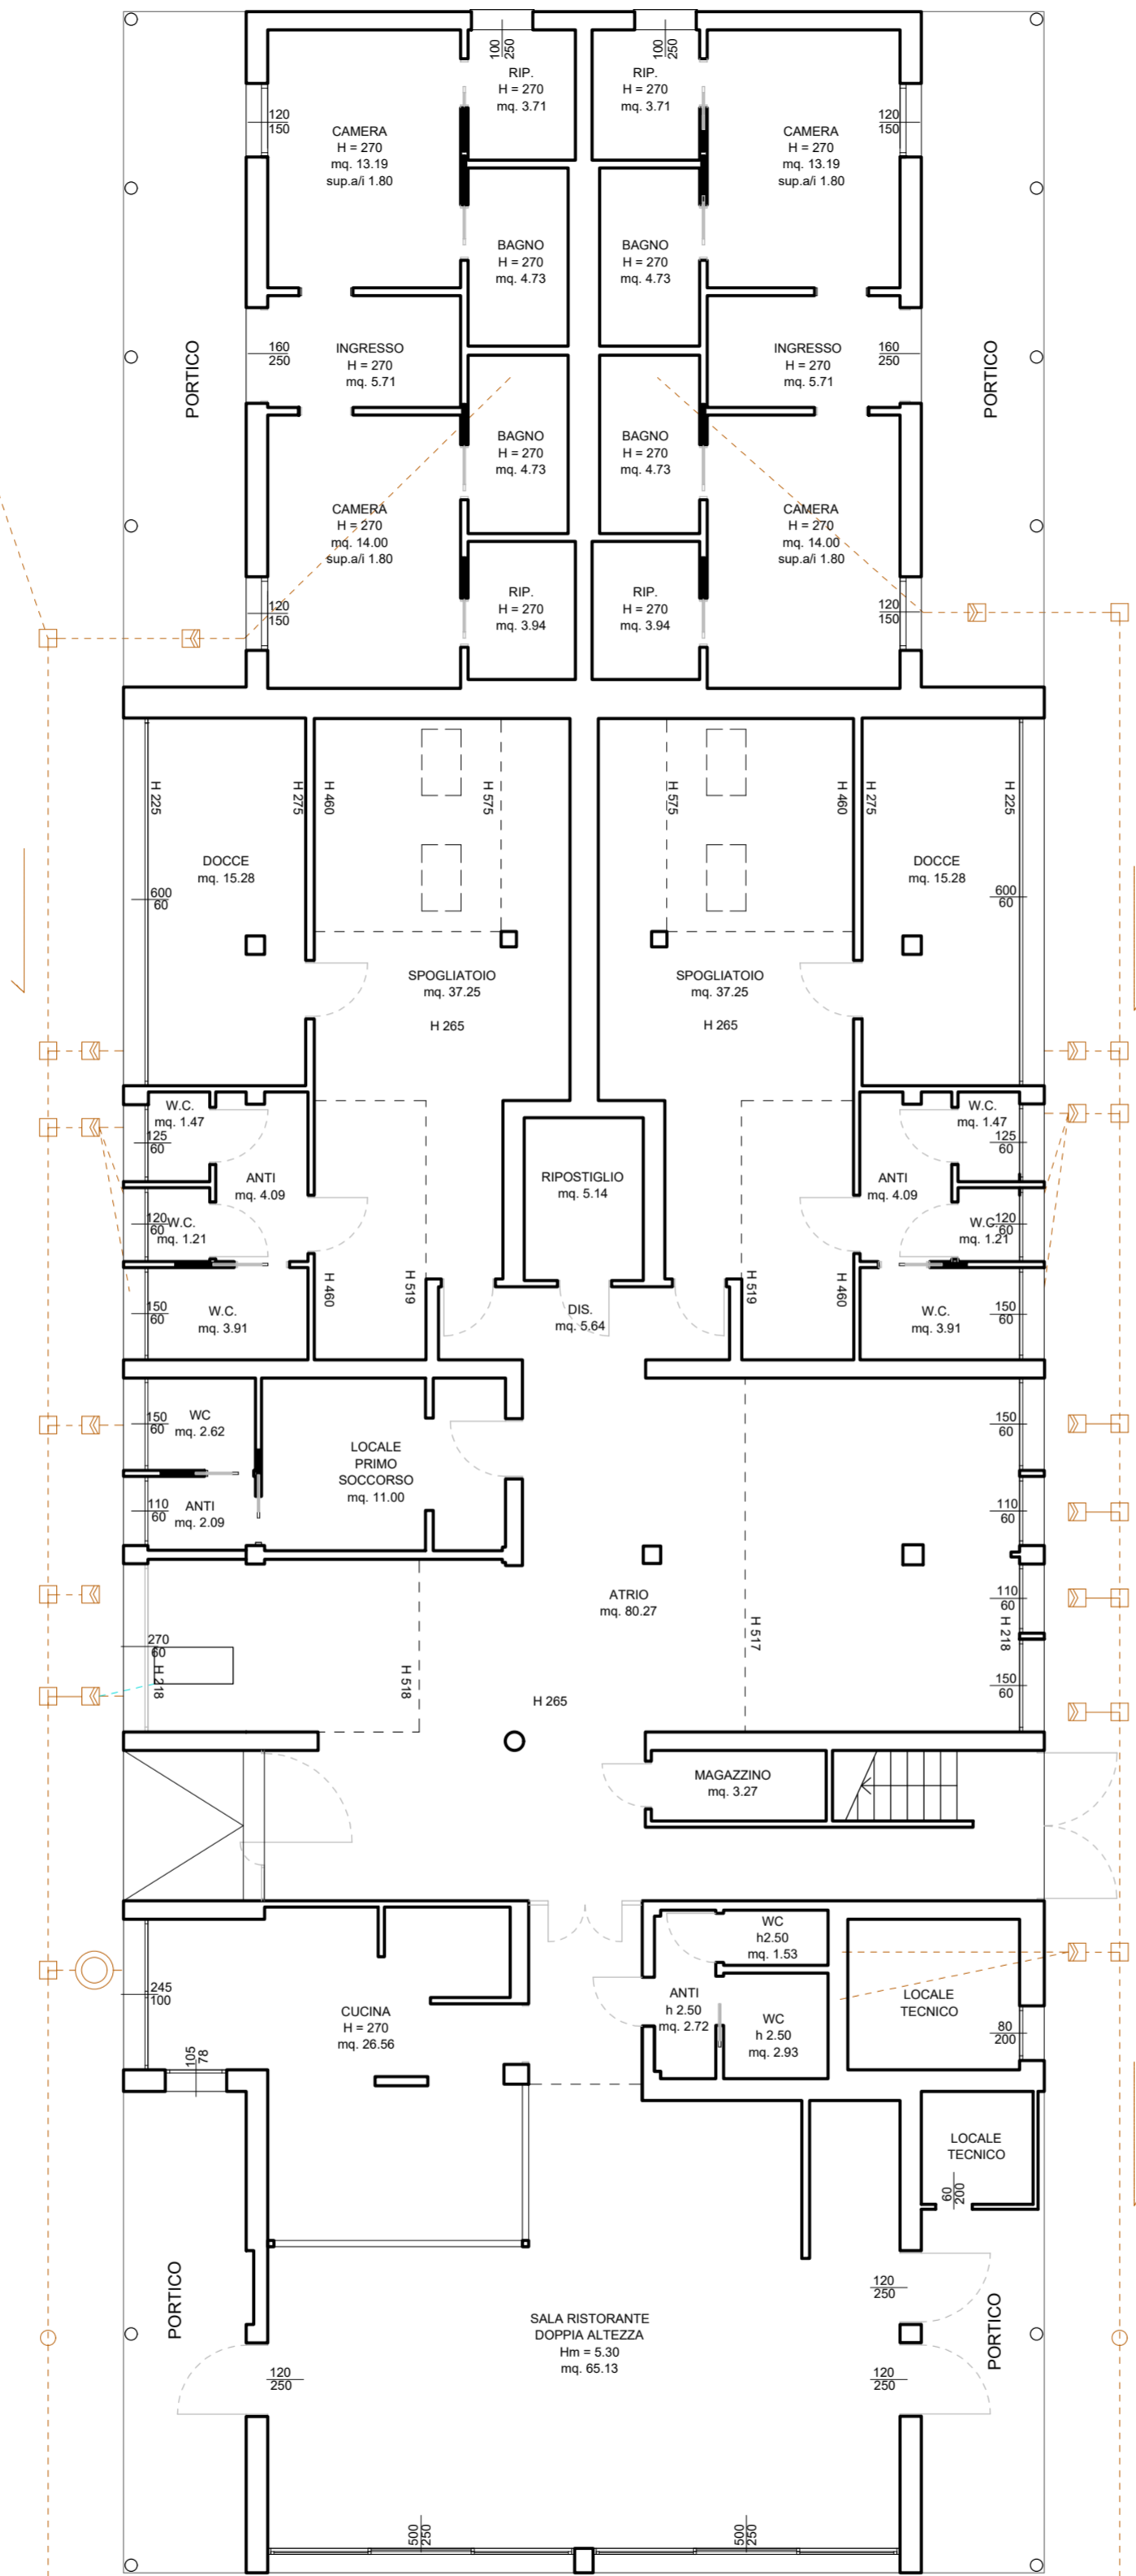 100
250
100
250
RIP.
H = 270
mq. 3.71
RIP.
H = 270
mq. 3.71
120
150
CAMERA
H = 270
mq. 13.19
sup.a/i 1.80
CAMERA
H = 270
mq. 13.19
sup.a/i 1.80
120
150
BAGNO
H = 270
mq. 4.73
BAGNO
H = 270
mq. 4.73
PORTICO
160
250
INGRESSO
H = 270
mq. 5.71
INGRESSO
H = 270
mq. 5.71
160
250
PORTICO
BAGNO
H = 270
mq. 4.73
BAGNO
H = 270
mq. 4.73
CAMERA
H = 270
mq. 14.00
sup.a/i 1.80
CAMERA
H = 270
mq. 14.00
sup.a/i 1.80
120
150
RIP.
H = 270
mq. 3.94
RIP.
H = 270
mq. 3.94
120
150
H 225
H 275
H 460
H 575
H 575
H 460
H 275
H 225
DOCCE
mq. 15.28
DOCCE
mq. 15.28
600
60
600
60
SPOGLIATOIO
mq. 37.25
H 265
SPOGLIATOIO
mq. 37.25
H 265
W.C.
mq. 1.47
W.C.
mq. 1.47
125
60
125
60
ANTI
mq. 4.09
RIPOSTIGLIO
mq. 5.14
ANTI
mq. 4.09
120
60
W.C.
mq. 1.21
W.C.
mq. 1.21
120
60
H 460
H 519
H 519
H 460
150
60
W.C.
mq. 3.91
DIS.
mq. 5.64
W.C.
mq. 3.91
150
60
150
60
WC
mq. 2.62
LOCALE
PRIMO
SOCCORSO
mq. 11.00
150
60
110
60
ANTI
mq. 2.09
110
60
ATRIO
mq. 80.27
110
60
270
60
H 218
H 518
H 517
H 218
150
60
H 265
MAGAZZINO
mq. 3.27
WC
h2.50
mq. 1.53
245
100
CUCINA
H = 270
mq. 26.56
ANTI
h 2.50
mq. 2.72
WC
h 2.50
mq. 2.93
LOCALE
TECNICO
80
200
105
78
LOCALE
TECNICO
60
200
PORTICO
120
250
PORTICO
SALA RISTORANTE
DOPPIA ALTEZZA
Hm = 5.30
mq. 65.13
120
250
120
250
500
250
500
250